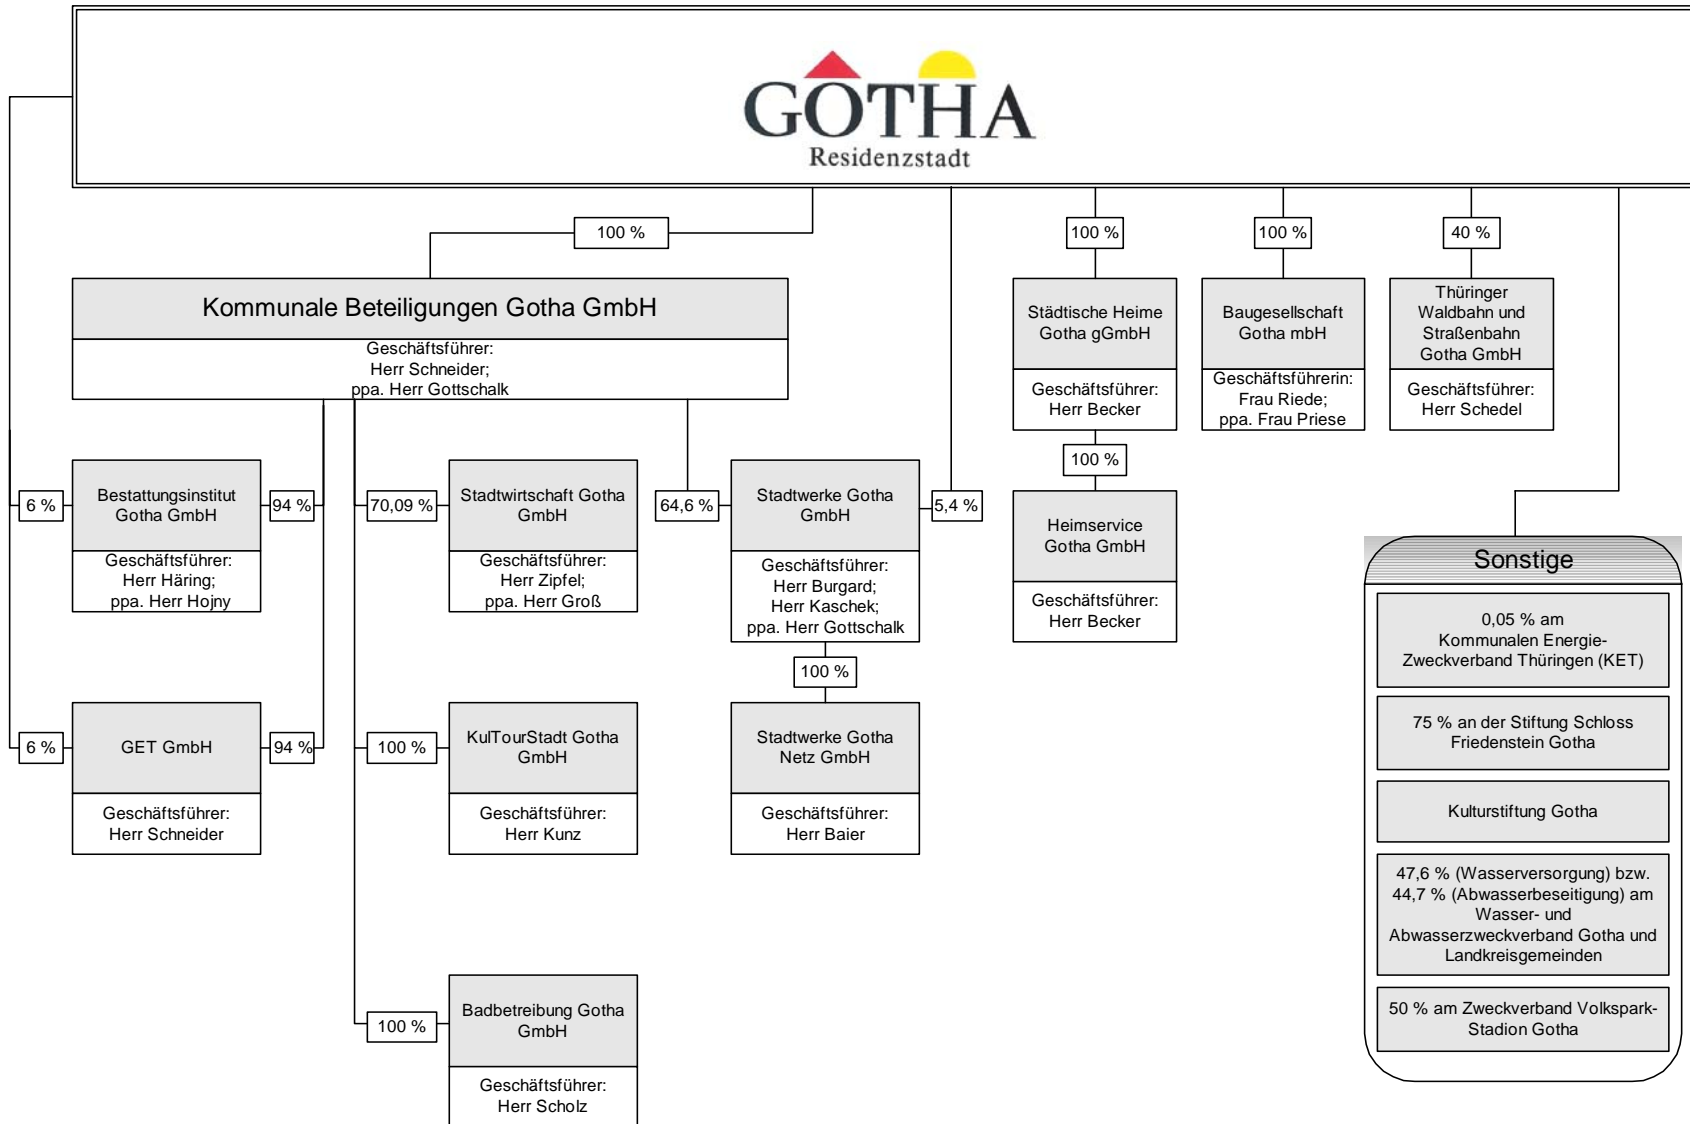 GOTHA
Residenzstadt
100 %
100 %
100 %
40 %
Kommunale Beteiligungen Gotha GmbH
Geschäftsführer:
Herr Schneider;
ppa. Herr Gottschalk
Städtische Heime
Gotha gGmbH
Geschäftsführer:
Herr Becker
Baugesellschaft
Gotha mbH
Geschäftsführerin:
Frau Riede;
ppa. Frau Priese
Thüringer
Waldbahn und
Straßenbahn
Gotha GmbH
Geschäftsführer:
Herr Schedel
6 %
Bestattungsinstitut
Gotha GmbH
Geschäftsführer:
Herr Häring;
ppa. Herr Hojny
94 %
70,09 %
Stadtwirtschaft Gotha
GmbH
Geschäftsführer:
Herr Zipfel;
ppa. Herr Groß
64,6 %
Stadtwerke Gotha
GmbH
Geschäftsführer:
Herr Burgard;
Herr Kaschek;
ppa. Herr Gottschalk
5,4 %
100 %
Heimservice
Gotha GmbH
Geschäftsführer:
Herr Becker
100 %
6 %
GET GmbH
Geschäftsführer:
Herr Schneider
94 %
100 %
KulTourStadt Gotha
GmbH
Geschäftsführer:
Herr Kunz
Stadtwerke Gotha
Netz GmbH
Geschäftsführer:
Herr Baier
100 %
Badbetreibung Gotha
GmbH
Geschäftsführer:
Herr Scholz
Sonstige
0,05 % am
Kommunalen Energie-
Zweckverband Thüringen (KET)
75 % an der Stiftung Schloss
Friedenstein Gotha
Kulturstiftung Gotha
47,6 % (Wasserversorgung) bzw.
44,7 % (Abwasserbeseitigung) am
Wasser- und
Abwasserzweckverband Gotha und
Landkreisgemeinden
50 % am Zweckverband Volkspark-
Stadion Gotha